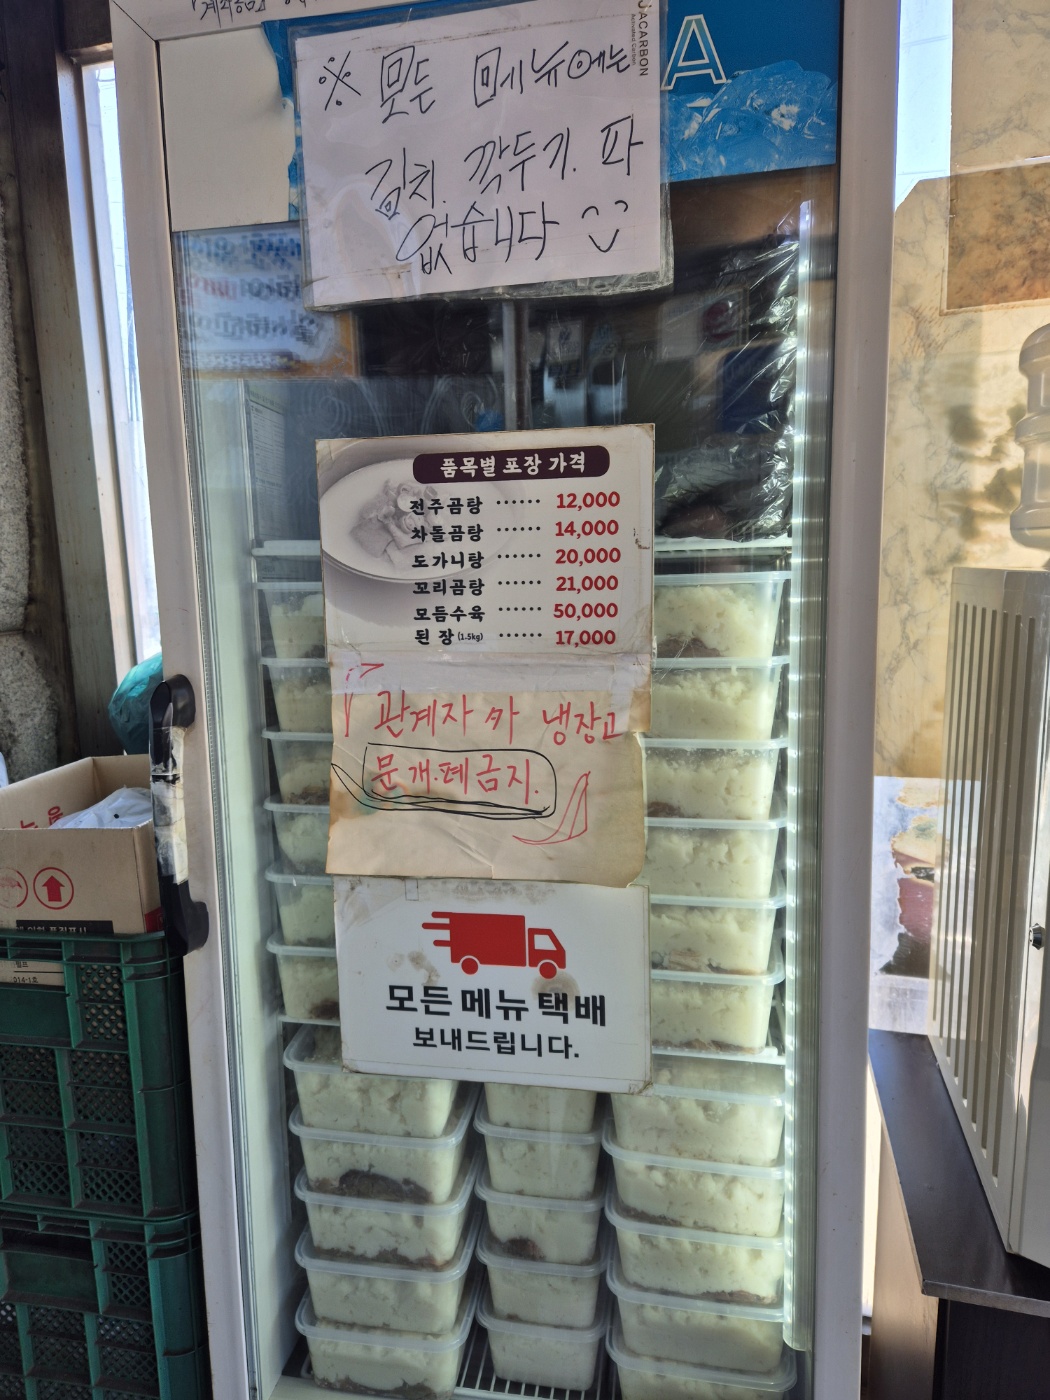 ※ 모든 메뉴에는
김치. 깍두기. 파
없습니다
JACARBON
A
품목별 포장 가격
전주곰탕 ······ 12,000
차돌곰탕 ······ 14,000
도가니탕 ······ 20,000
꼬리곰탕 ······ 21,000
모듬수육 ······ 50,000
된 장 (1.5kg) ······ 17,000
관계자 外 냉장고
문 개·폐 금지.
모든메뉴택배
보내드립니다.